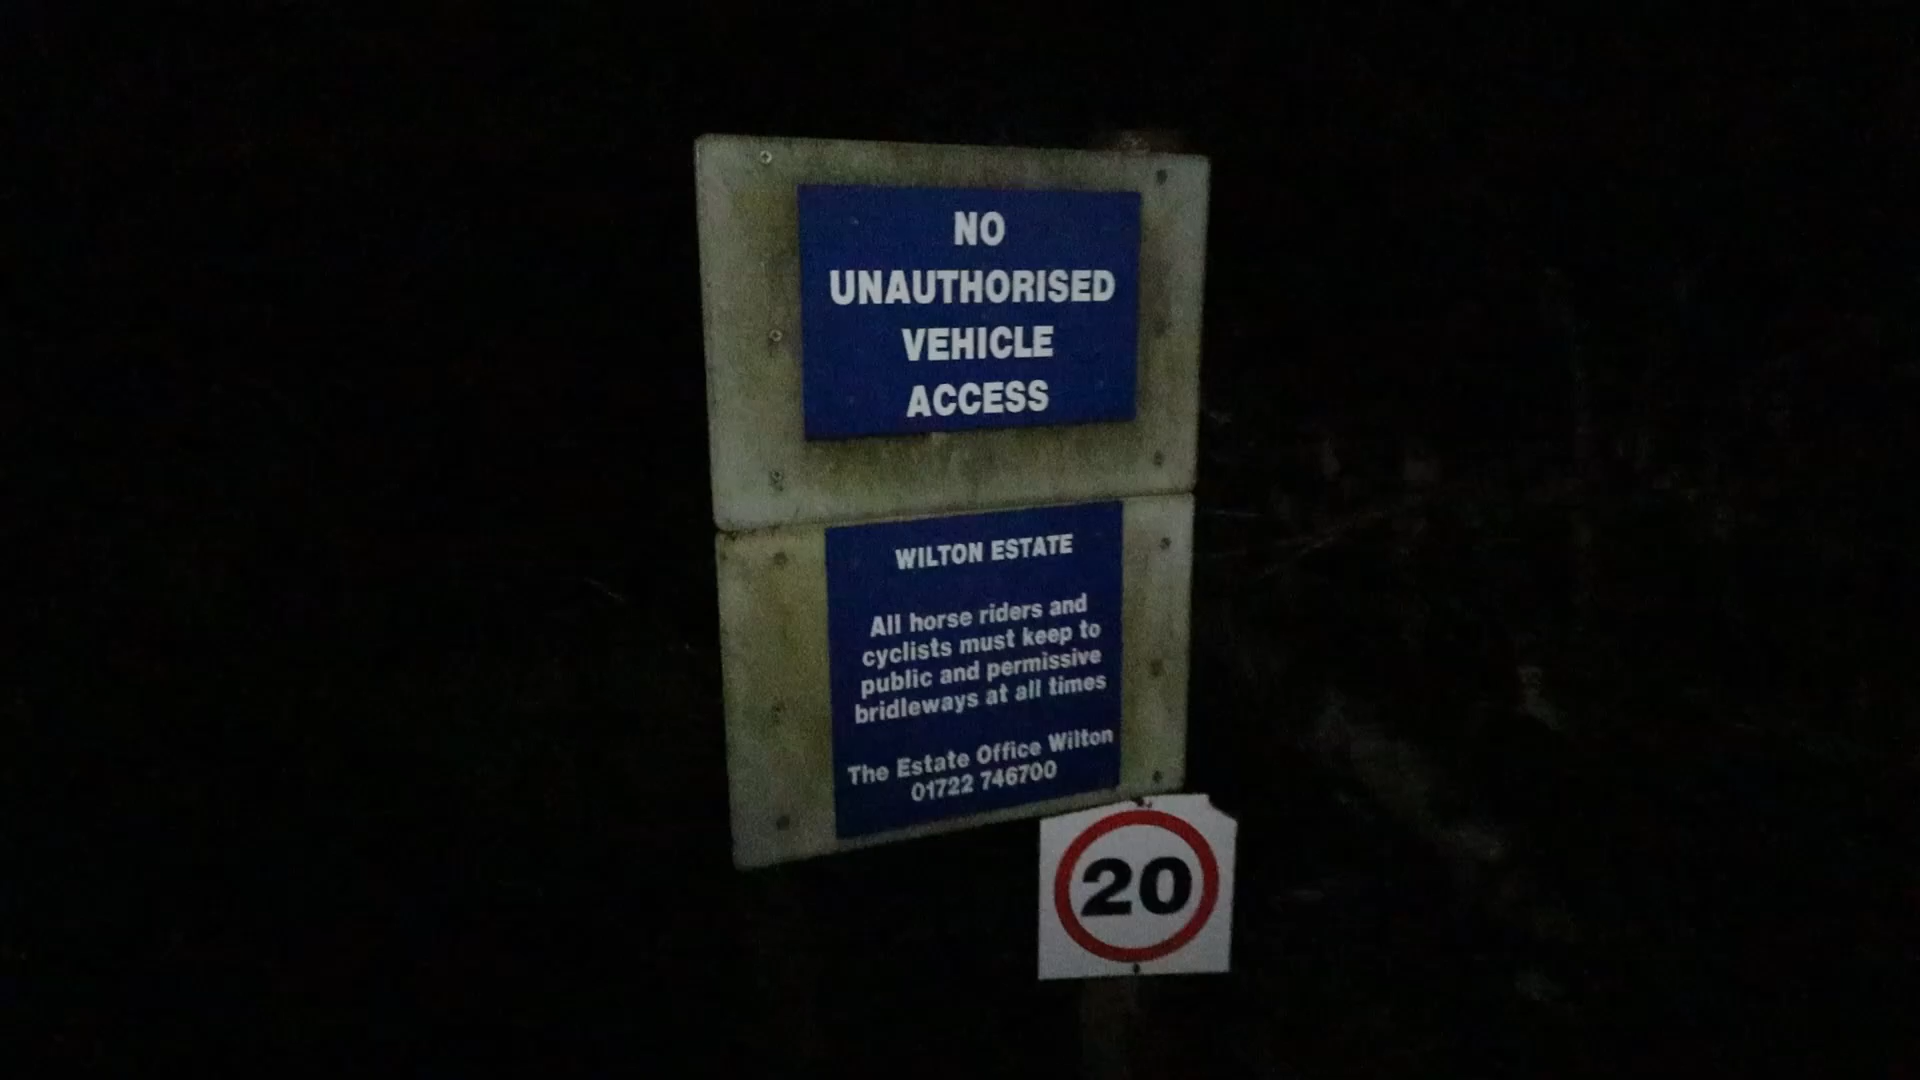 NO
UNAUTHORISED
VEHICLE
ACCESS
WILTON ESTATE
All horse riders and
cyclists must keep to
public and permissive
bridleways at all times
The Estate Office Wilton
01722 746700
20